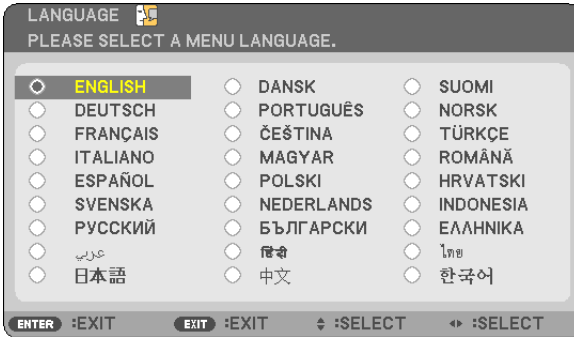 LANGUAGE
PLEASE SELECT A MENU LANGUAGE.
ENGLISH DANSK SUOMI
DEUTSCH PORTUGUÊS NORSK
FRANÇAIS ČEŠTINA TÜRKÇE
ITALIANO MAGYAR ROMÂNĂ
ESPAÑOL POLSKI HRVATSKI
SVENSKA NEDERLANDS INDONESIA
РУССКИЙ БЪЛГАРСКИ ΕΛΛΗΝΙΚΑ
عربي हिंदी ไทย
日本語 中文 한국어
ENTER :EXIT EXIT :EXIT :SELECT :SELECT